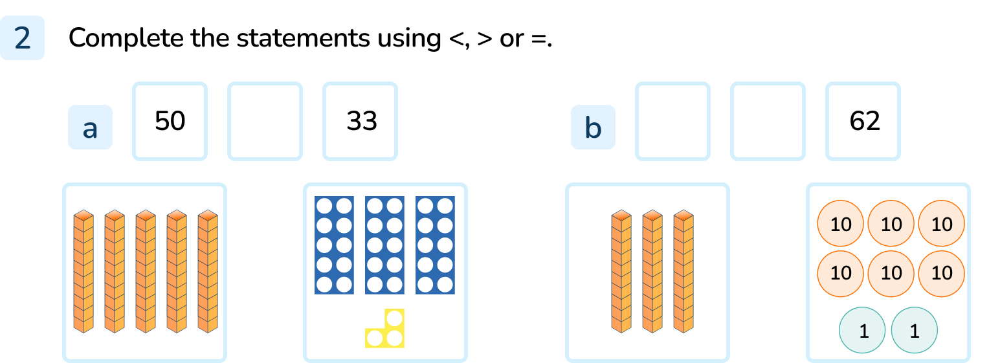 2 Complete the statements using <, > or =.
a 50 33
b 62
10 10 10
10 10 10
1 1